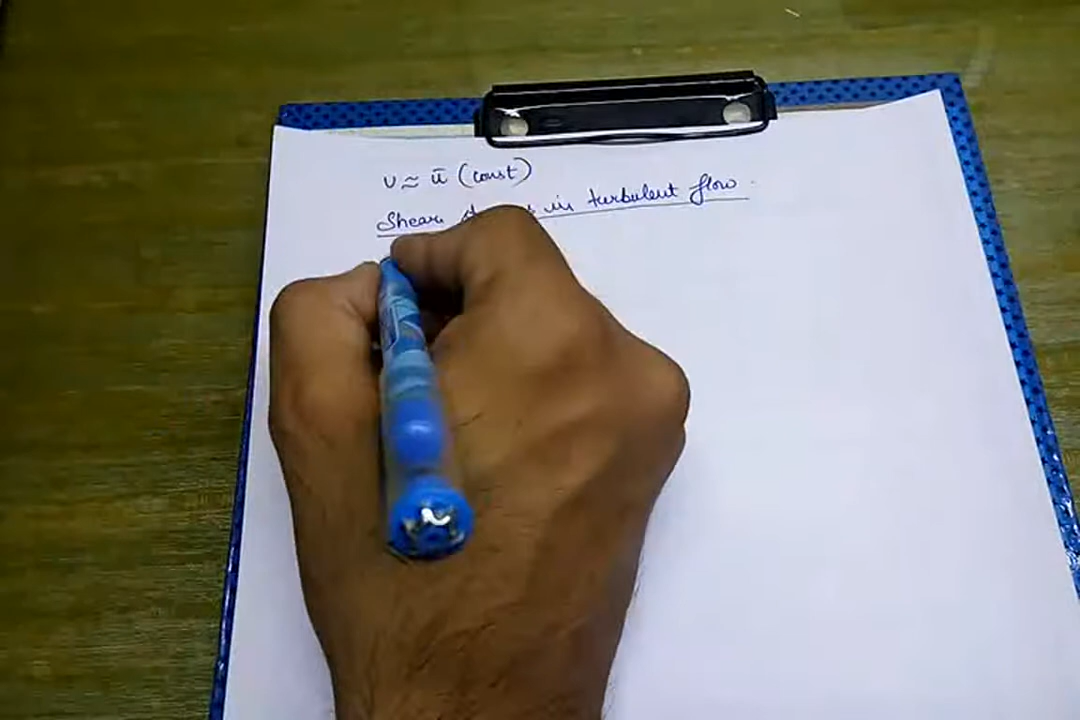 υ ≈ ū (const)
Shear in turbulent flow.